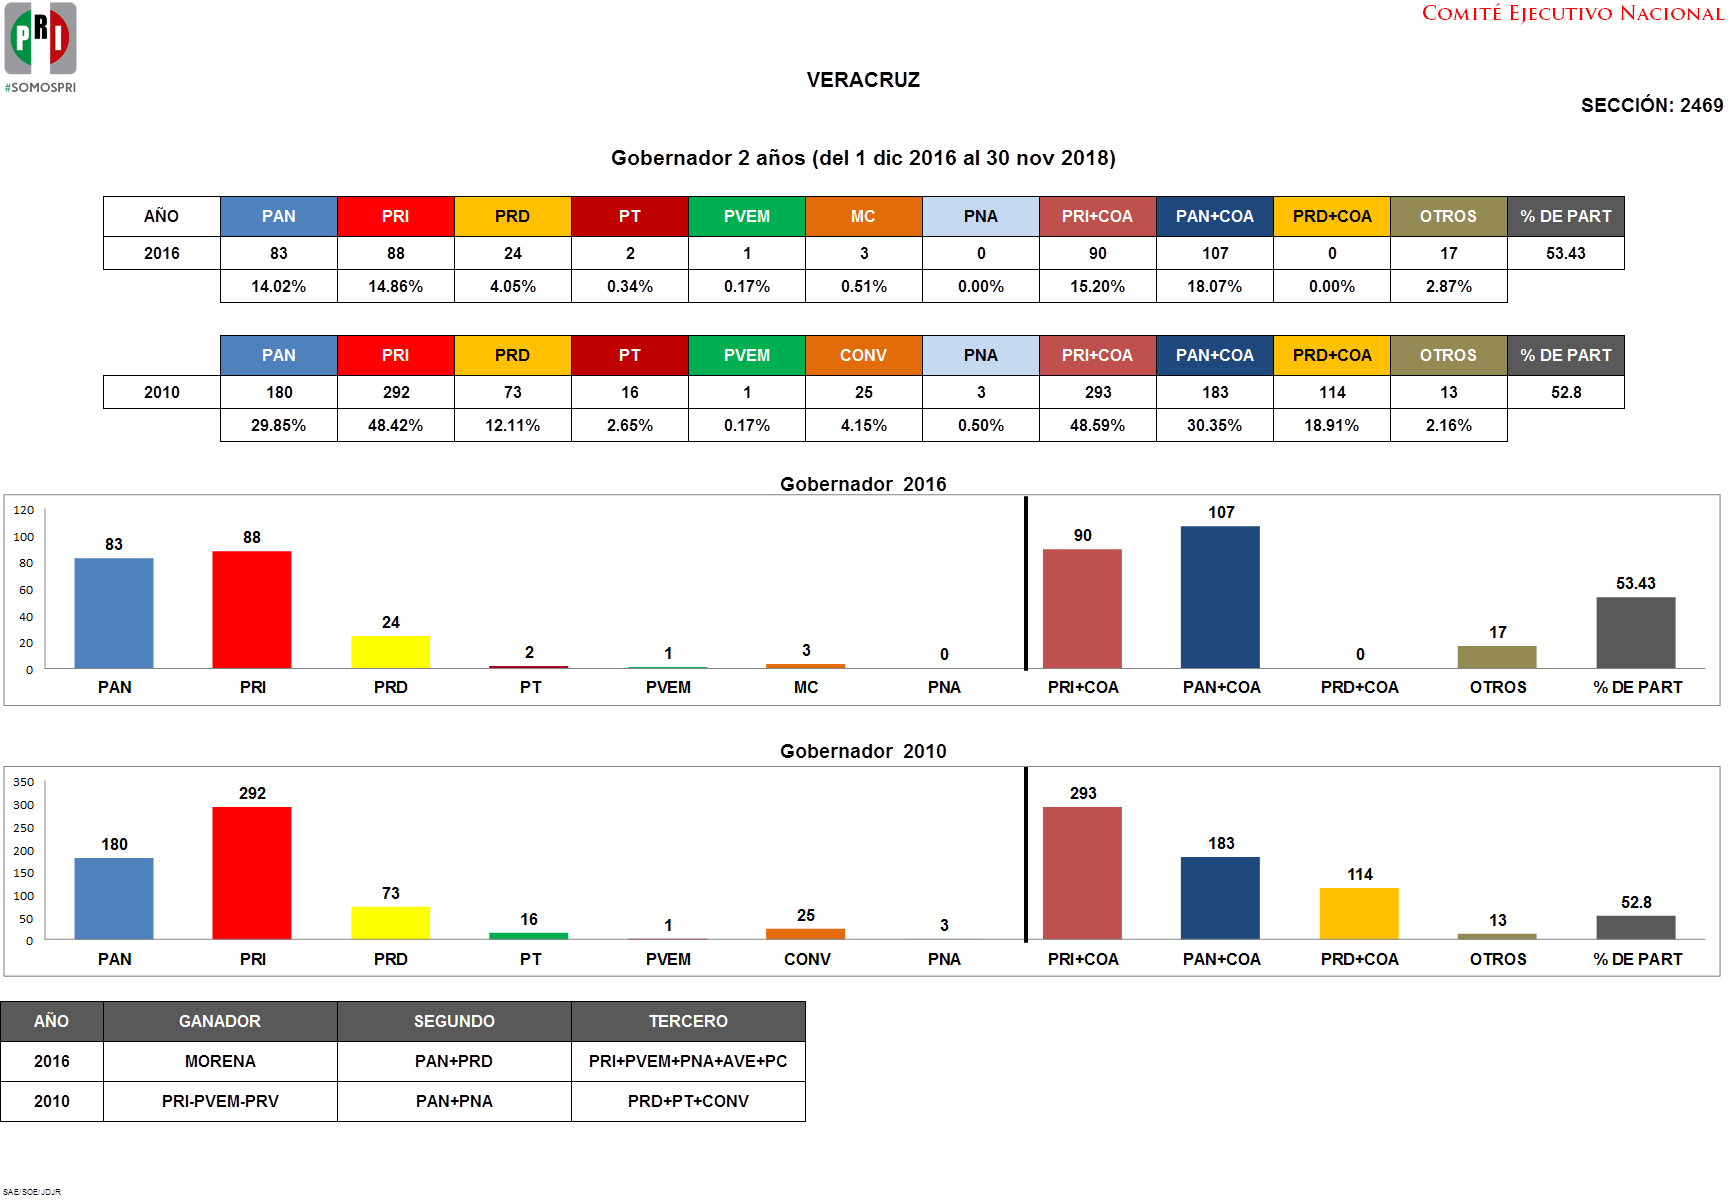 COMITÉ EJECUTIVO NACIONAL
PRI
#SOMOSPRI
VERACRUZ
SECCIÓN: 2469
Gobernador 2 años (del 1 dic 2016 al 30 nov 2018)
AÑO PAN PRI PRD PT PVEM MC PNA PRI+COA PAN+COA PRD+COA OTROS % DE PART
2016 83 88 24 2 1 3 0 90 107 0 17 53.43
14.02% 14.86% 4.05% 0.34% 0.17% 0.51% 0.00% 15.20% 18.07% 0.00% 2.87%
PAN PRI PRD PT PVEM CONV PNA PRI+COA PAN+COA PRD+COA OTROS % DE PART
2010 180 292 73 16 1 25 3 293 183 114 13 52.8
29.85% 48.42% 12.11% 2.65% 0.17% 4.15% 0.50% 48.59% 30.35% 18.91% 2.16%
Gobernador 2016
120
100
80
60
40
20
0
83 88 24 2 1 3 0 90 107 0 17 53.43
PAN PRI PRD PT PVEM MC PNA PRI+COA PAN+COA PRD+COA OTROS % DE PART
Gobernador 2010
350
300
250
200
150
100
50
0
180 292 73 16 1 25 3 293 183 114 13 52.8
PAN PRI PRD PT PVEM CONV PNA PRI+COA PAN+COA PRD+COA OTROS % DE PART
AÑO GANADOR SEGUNDO TERCERO
2016 MORENA PAN+PRD PRI+PVEM+PNA+AVE+PC
2010 PRI-PVEM-PRV PAN+PNA PRD+PT+CONV
SAE/SOE/JDJR